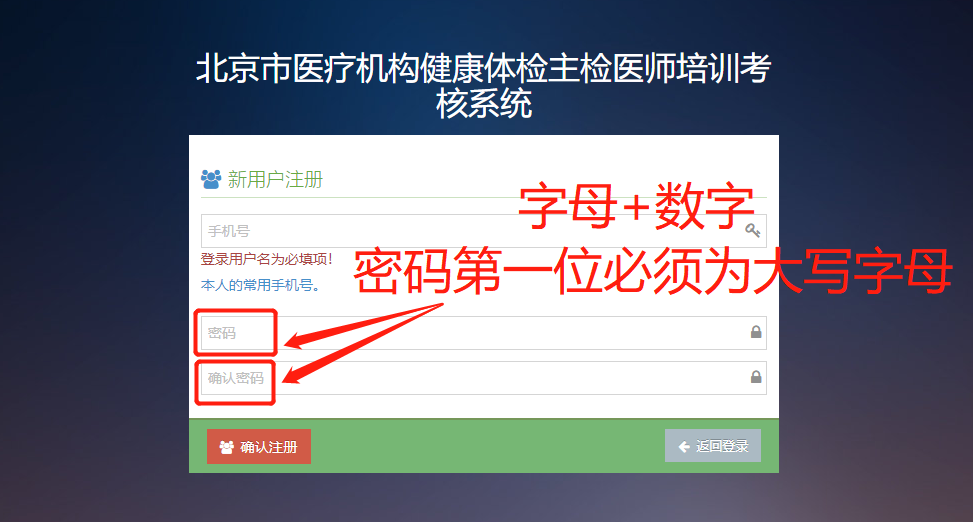 北京市医疗机构健康体检主检医师培训考
核系统
新用户注册
字母+数字
手机号
登录用户名为必填项!
密码第一位必须为大写字母
本人的常用手机号。
密码
确认密码
确认注册
返回登录